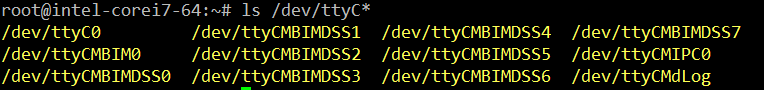 root@intel-corei7-64:~# ls /dev/ttyC*
/dev/ttyC0 /dev/ttyCMBIMDSS1 /dev/ttyCMBIMDSS4 /dev/ttyCMBIMDSS7
/dev/ttyCMBIM0 /dev/ttyCMBIMDSS2 /dev/ttyCMBIMDSS5 /dev/ttyCMIPC0
/dev/ttyCMBIMDSS0 /dev/ttyCMBIMDSS3 /dev/ttyCMBIMDSS6 /dev/ttyCMdLog